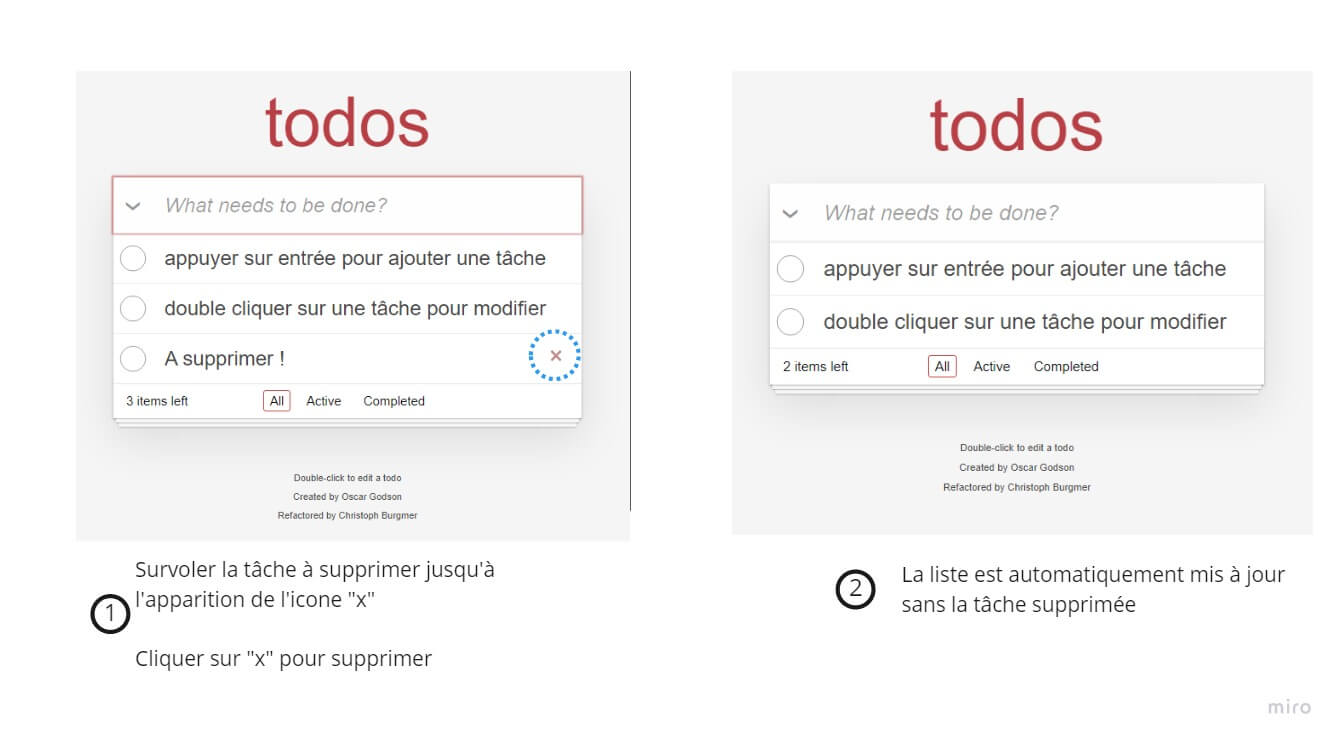 todos
What needs to be done?
appuyer sur entrée pour ajouter une tâche
double cliquer sur une tâche pour modifier
A supprimer !
×
3 items left All Active Completed
Double-click to edit a todo
Created by Oscar Godson
Refactored by Christoph Burgmer
1
Survoler la tâche à supprimer jusqu'à
l'apparition de l'icone "x"
Cliquer sur "x" pour supprimer
todos
What needs to be done?
appuyer sur entrée pour ajouter une tâche
double cliquer sur une tâche pour modifier
2 items left All Active Completed
Double-click to edit a todo
Created by Oscar Godson
Refactored by Christoph Burgmer
2
La liste est automatiquement mis à jour
sans la tâche supprimée
miro